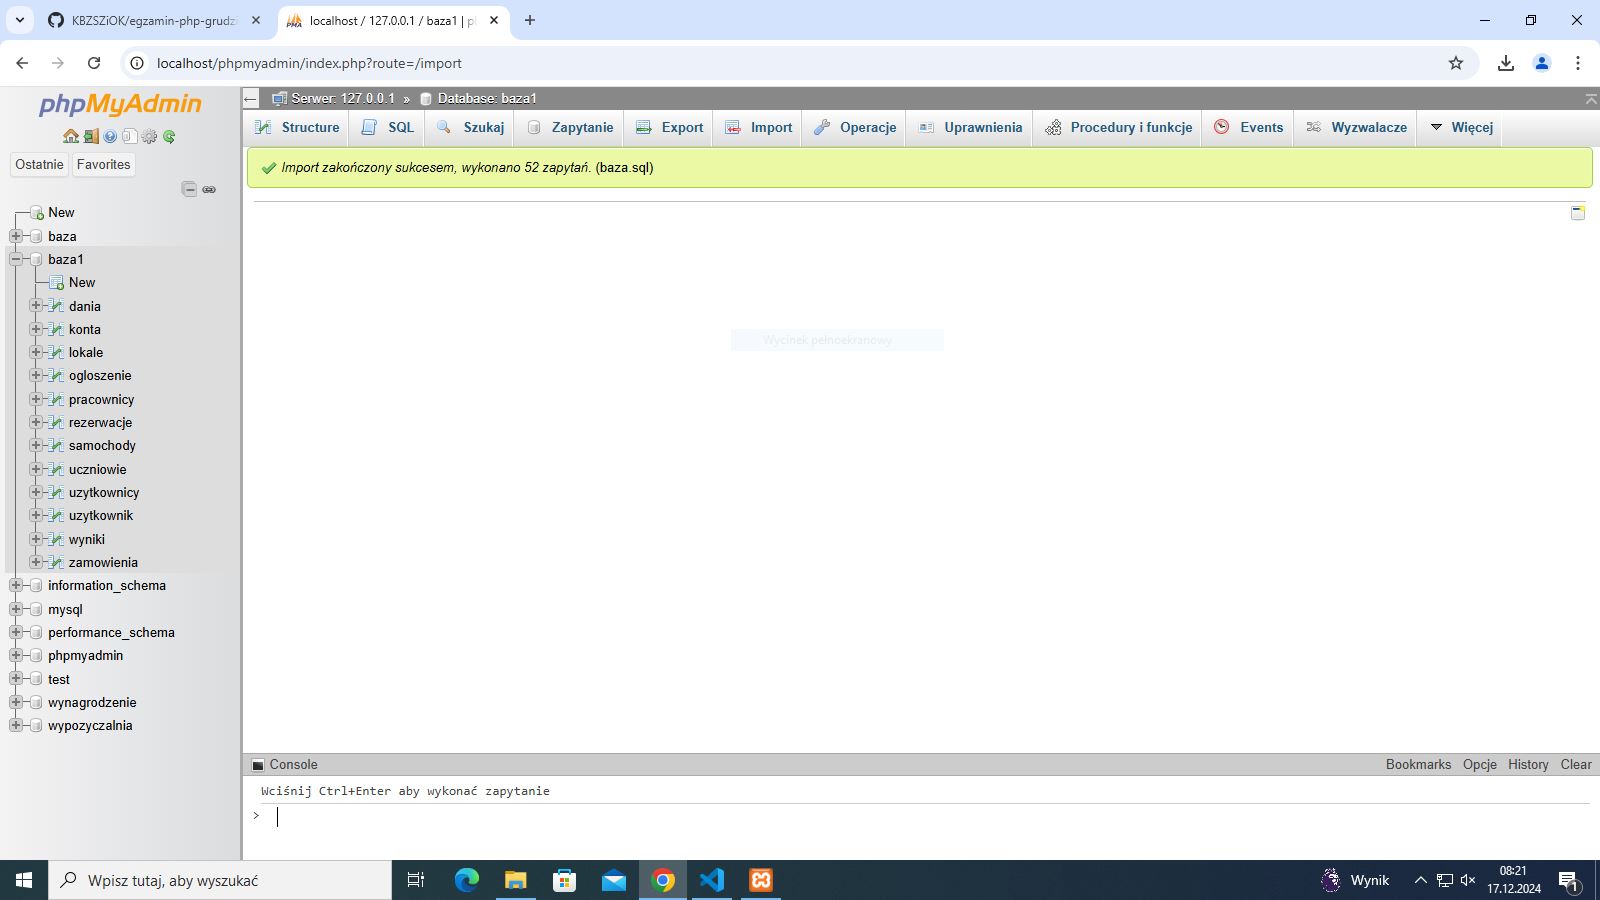 KBZSZiOK/egzamin-php-grudzi
localhost / 127.0.0.1 / baza1 | p
localhost/phpmyadmin/index.php?route=/import
phpMyAdmin
Ostatnie
Favorites
New
baza
baza1
New
dania
konta
lokale
ogloszenie
pracownicy
rezerwacje
samochody
uczniowie
uzytkownicy
uzytkownik
wyniki
zamowienia
information_schema
mysql
performance_schema
phpmyadmin
test
wynagrodzenie
wypozyczalnia
Serwer: 127.0.0.1 » Database: baza1
Structure
SQL
Szukaj
Zapytanie
Export
Import
Operacje
Uprawnienia
Procedury i funkcje
Events
Wyzwalacze
Więcej
Import zakończony sukcesem, wykonano 52 zapytań. (baza.sql)
Wycinek pełnoekranowy
Console
Bookmarks
Opcje
History
Clear
Wciśnij Ctrl+Enter aby wykonać zapytanie
>
Wpisz tutaj, aby wyszukać
Wynik
08:21
17.12.2024
1